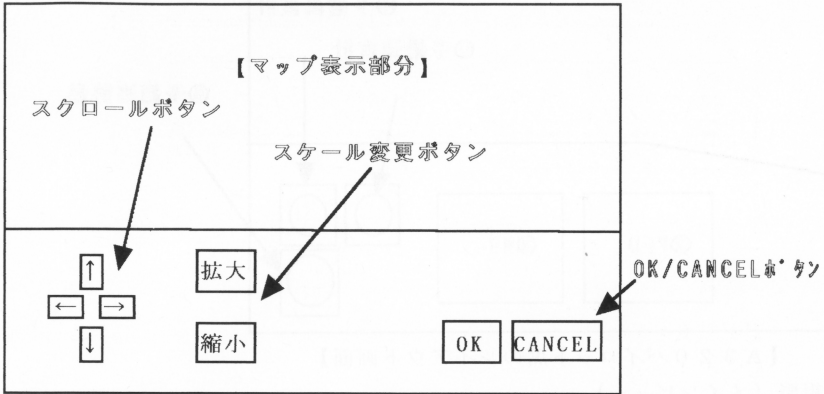 【マップ表示部分】
スクロールボタン
スケール変更ボタン
↑
拡大
← →
OK/CANCELボタン
↓
縮小
OK
CANCEL